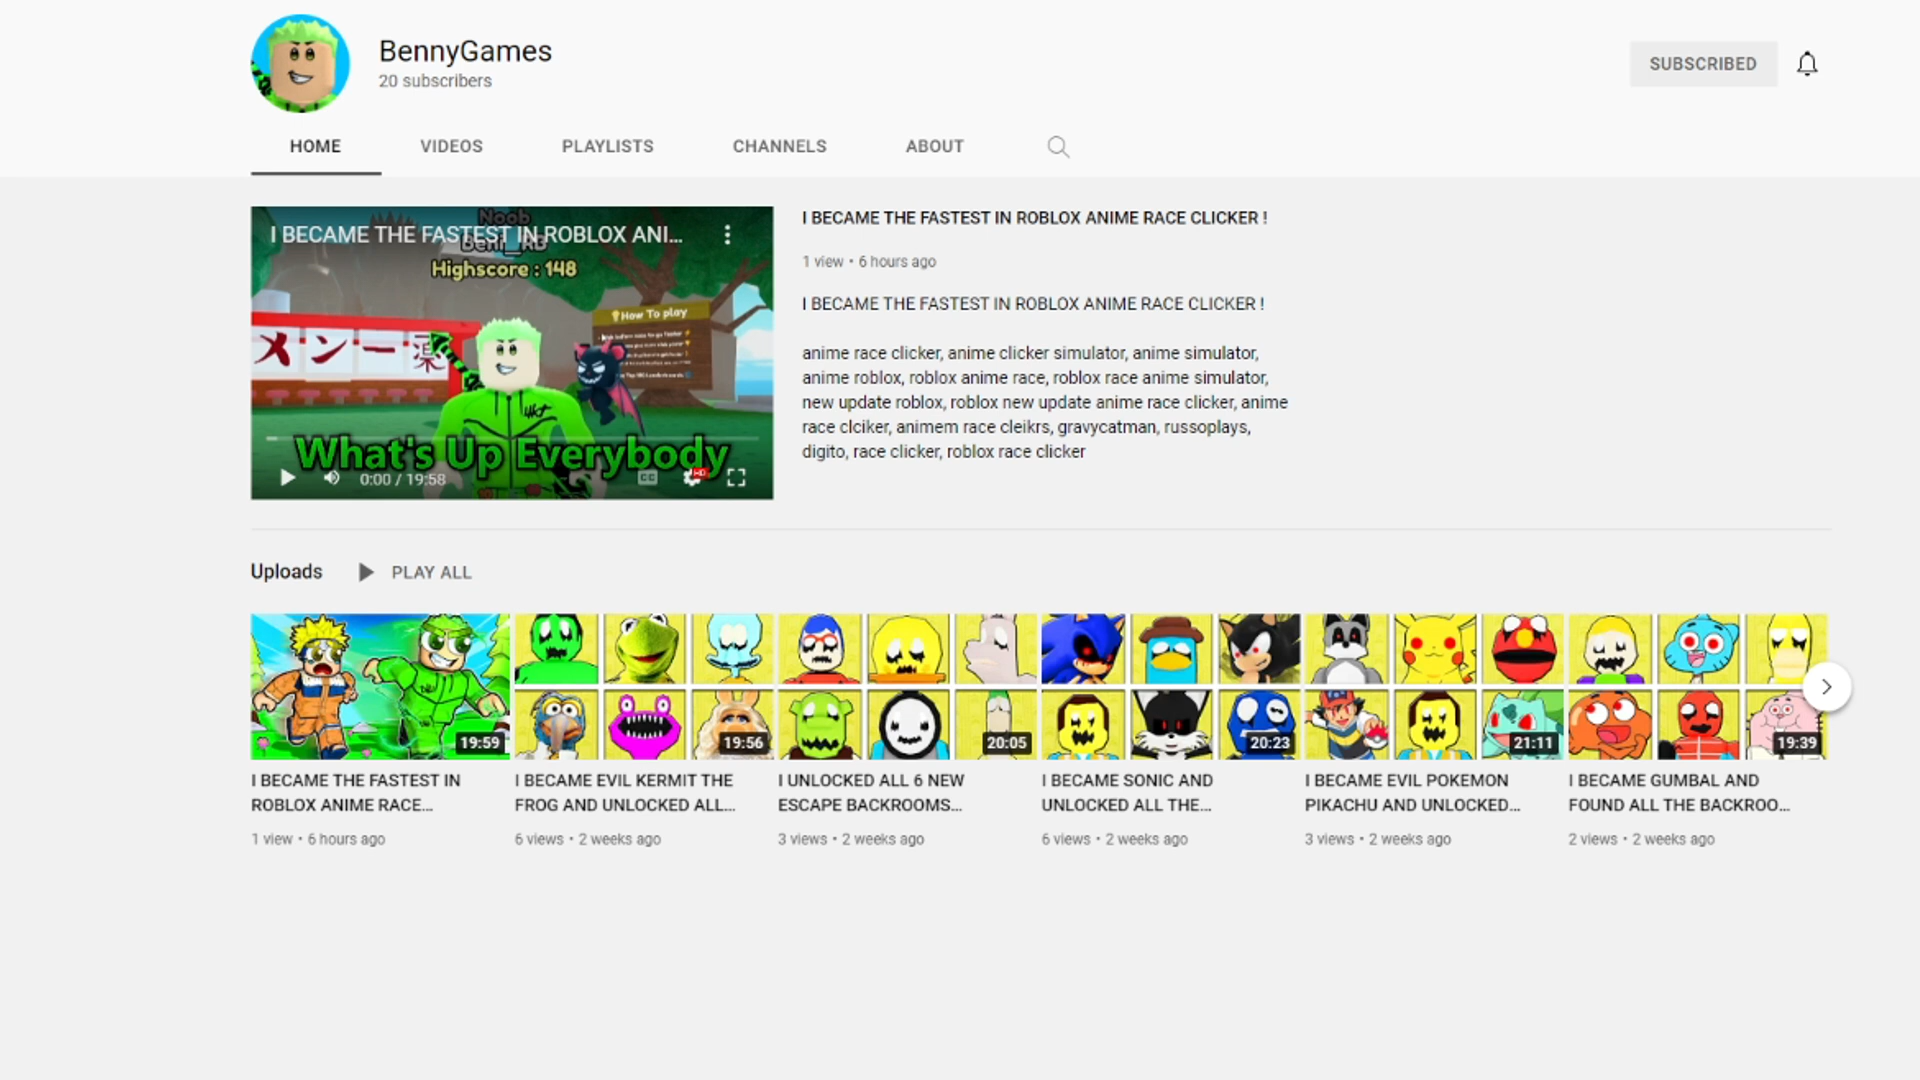 BennyGames
20 subscribers
SUBSCRIBED
HOME
VIDEOS
PLAYLISTS
CHANNELS
ABOUT
Noob
I BECAME THE FASTEST IN ROBLOX ANI...
Beni_RB
Highscore : 148
How To play
メンー薬
What's Up Everybody
0:00 / 19:58
CC
HD
I BECAME THE FASTEST IN ROBLOX ANIME RACE CLICKER !
1 view • 6 hours ago
I BECAME THE FASTEST IN ROBLOX ANIME RACE CLICKER !
anime race clicker, anime clicker simulator, anime simulator,
anime roblox, roblox anime race, roblox race anime simulator,
new update roblox, roblox new update anime race clicker, anime
race clciker, animem race cleikrs, gravycatman, russoplays,
digito, race clicker, roblox race clicker
Uploads
PLAY ALL
19:59
I BECAME THE FASTEST IN
ROBLOX ANIME RACE...
1 view • 6 hours ago
19:56
I BECAME EVIL KERMIT THE
FROG AND UNLOCKED ALL...
6 views • 2 weeks ago
20:05
I UNLOCKED ALL 6 NEW
ESCAPE BACKROOMS...
3 views • 2 weeks ago
20:23
I BECAME SONIC AND
UNLOCKED ALL THE...
6 views • 2 weeks ago
21:11
I BECAME EVIL POKEMON
PIKACHU AND UNLOCKED...
3 views • 2 weeks ago
19:39
I BECAME GUMBAL AND
FOUND ALL THE BACKROO...
2 views • 2 weeks ago